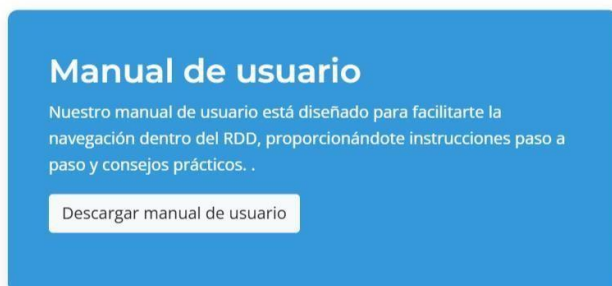 Manual de usuario
Nuestro manual de usuario está diseñado para facilitarte la
navegación dentro del RDD, proporcionándote instrucciones paso a
paso y consejos prácticos. .
Descargar manual de usuario